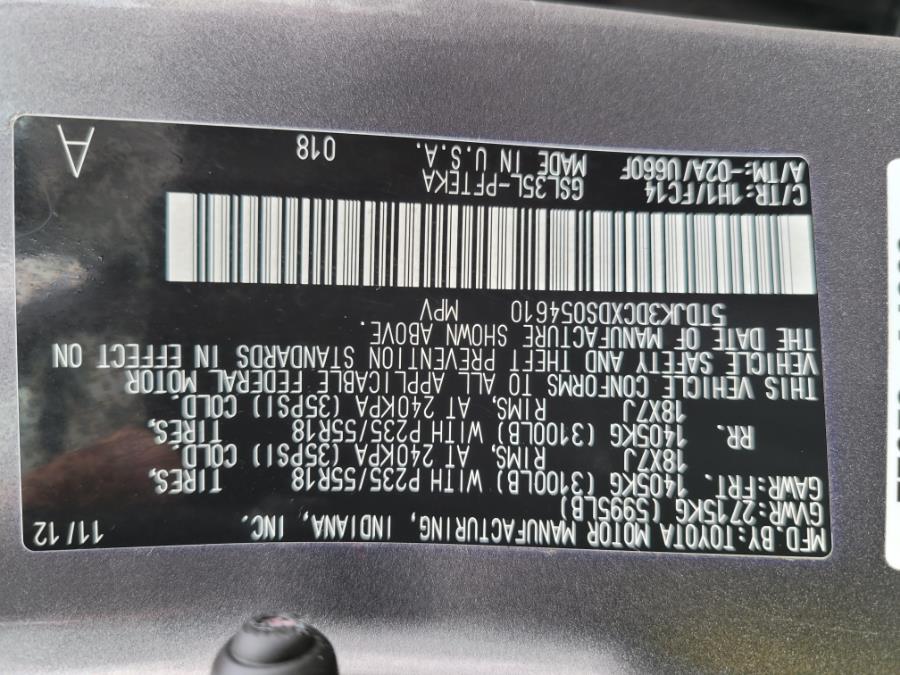 MFD.BY:TOYOTA MOTOR MANUFACTURING, INDIANA, INC. 11/12
GVWR:2715KG(5995LB)
GAWR:FRT. 1405KG(3100LB) WITH P235/55R18 TIRES,
18X7J RIMS, AT 240KPA(35PSI) COLD.
RR. 1405KG(3100LB) WITH P235/55R18 TIRES,
18X7J RIMS, AT 240KPA(35PSI) COLD.
THIS VEHICLE CONFORMS TO ALL APPLICABLE FEDERAL MOTOR
VEHICLE SAFETY AND THEFT PREVENTION STANDARDS IN EFFECT ON
THE DATE OF MANUFACTURE SHOWN ABOVE.
5TDJK3DCXDS054610 MPV
C/TR:1H1/FC14 GSL35L-PFTEKA
A/TM:-02A/U660F MADE IN U.S.A. 018 A